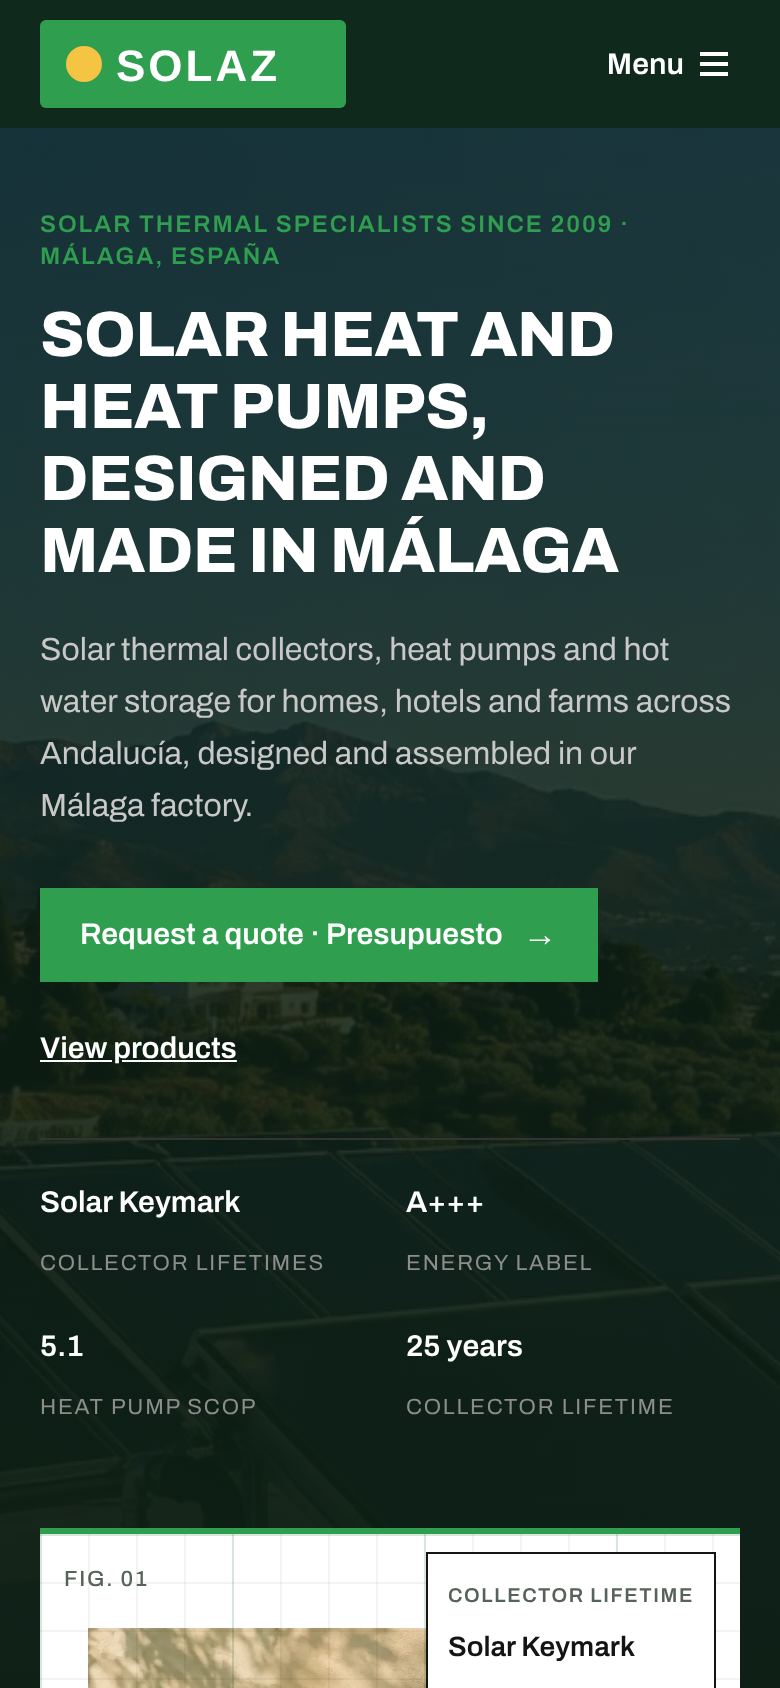 SOLAZ
Menu
SOLAR THERMAL SPECIALISTS SINCE 2009 ·
MÁLAGA, ESPAÑA
SOLAR HEAT AND
HEAT PUMPS,
DESIGNED AND
MADE IN MÁLAGA
Solar thermal collectors, heat pumps and hot
water storage for homes, hotels and farms across
Andalucía, designed and assembled in our
Málaga factory.
Request a quote · Presupuesto →
View products
Solar Keymark
COLLECTOR LIFETIMES
A+++
ENERGY LABEL
5.1
HEAT PUMP SCOP
25 years
COLLECTOR LIFETIME
FIG. 01
COLLECTOR LIFETIME
Solar Keymark